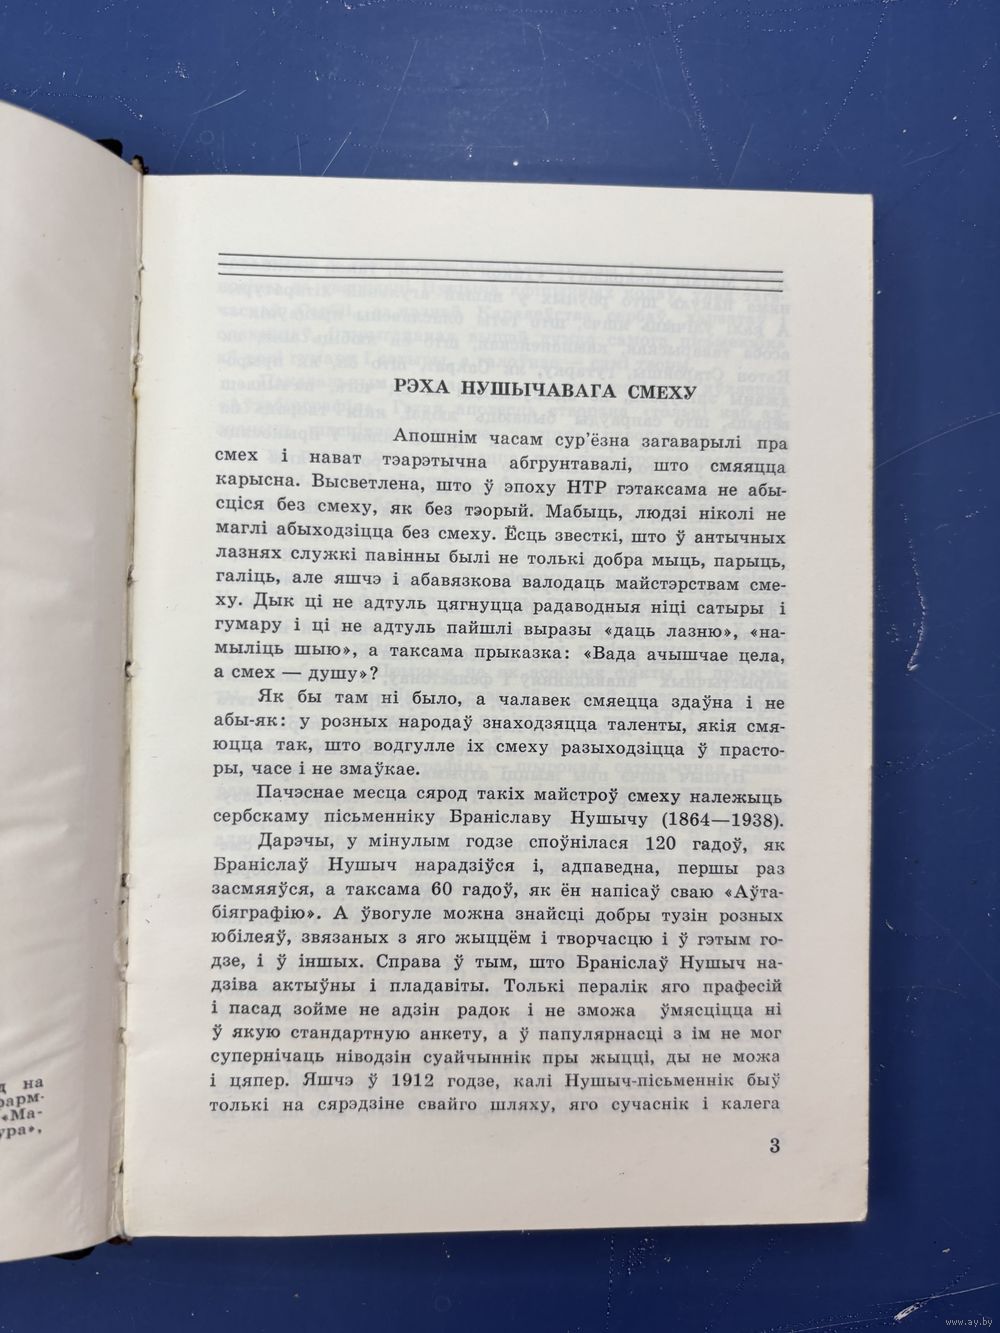 РЭХА НУШЫЧАВАГА СМЕХУ
Апошнім часам сур’ёзна загаварылі пра
смех і нават тэарэтычна абгрунтавалі, што смяяцца
карысна. Высветлена, што ў эпоху НТР гэтаксама не абы-
сціся без смеху, як без тэорый. Мабыць, людзі ніколі не
маглі абыходзіцца без смеху. Ёсць звесткі, што ў антычных
лазнях служкі павінны былі не толькі добра мыць, парыць,
галіць, але яшчэ і абавязкова валодаць майстэрствам сме-
ху. Дык ці не адтуль цягнуцца радаводныя ніці сатыры і
гумару і ці не адтуль пайшлі выразы «даць лазню», «на-
мыліць шыю», а таксама прыказка: «Вада ачышчае цела,
а смех — душу»?
Як бы там ні было, а чалавек смяецца здаўна і не
абы-як: у розных народаў знаходзяцца таленты, якія смя-
юцца так, што водгулле іх смеху разыходзіцца ў прасто-
ры, часе і не змаўкае.
Пачэснае месца сярод такіх майстроў смеху належыць
сербскаму пісьменніку Браніславу Нушычу (1864—1938).
Дарэчы, у мінулым годзе споўнілася 120 гадоў, як
Браніслаў Нушыч нарадзіўся і, адпаведна, першы раз
засмяяўся, а таксама 60 гадоў, як ён напісаў сваю «Аўта-
біяграфію». А ўвогуле можна знайсці добры тузін розных
юбілеяў, звязаных з яго жыццём і творчасцю і ў гэтым го-
дзе, і ў іншых. Справа ў тым, што Браніслаў Нушыч на-
дзіва актыўны і пладавіты. Толькі пералік яго прафесій
і пасад зойме не адзін радок і не зможа ўмясціцца ні
ў якую стандартную анкету, а ў папулярнасці з ім не мог
супернічаць ніводзін суайчыннік пры жыцці, ды не можа
і цяпер. Яшчэ ў 1912 годзе, калі Нушыч-пісьменнік быў
толькі на сярэдзіне свайго шляху, яго сучаснік і калега
3
на
«Ма-
www.ay.by